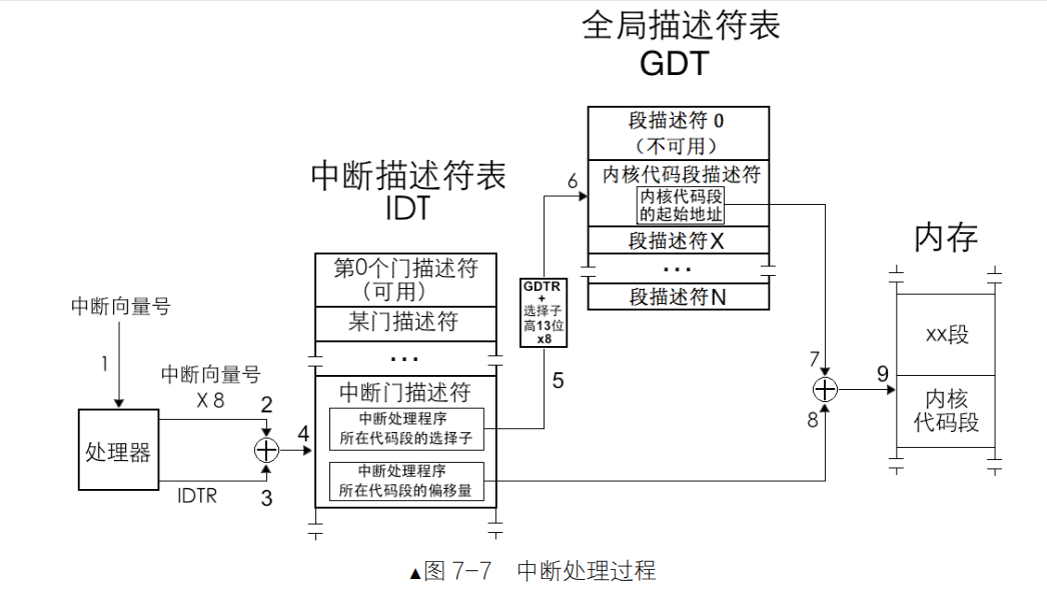 全局描述符表
GDT
段描述符 0
（不可用）
内核代码段描述符
内核代码段
的起始地址
段描述符X
···
段描述符N
中断描述符表
IDT
第0个门描述符
（可用）
某门描述符
···
中断门描述符
中断处理程序
所在代码段的选择子
中断处理程序
所在代码段的偏移量
中断向量号
1
处理器
中断向量号
X 8
2
IDTR
3
4
5
GDTR
+
选择子
高13位
x8
6
7
8
9
内存
xx段
内核
代码段
▲图 7-7 中断处理过程